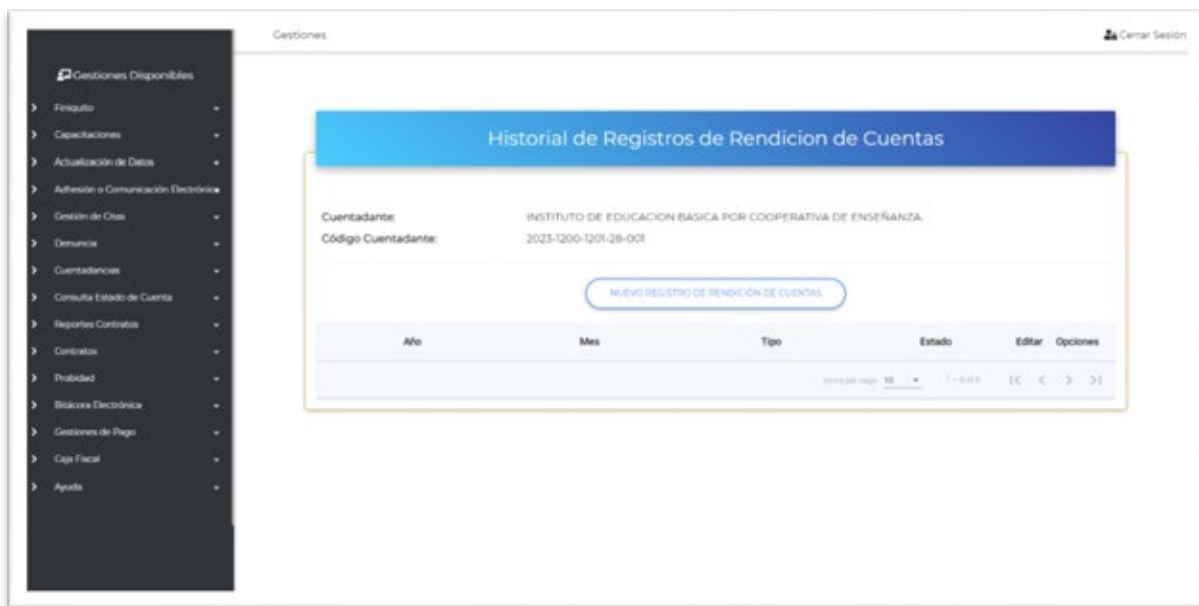 Gestiones
Cerrar Sesión
Gestiones Disponibles
Finiquito
Capacitaciones
Actualización de Datos
Adhesión a Comunicación Electrónica
Gestión de Citas
Denuncia
Cuentadancias
Consulta Estado de Cuenta
Reportes Contratos
Contratos
Probidad
Bitácora Electrónica
Gestiones de Pago
Caja Fiscal
Ayuda
Historial de Registros de Rendicion de Cuentas
Cuentadante: INSTITUTO DE EDUCACION BASICA POR COOPERATIVA DE ENSEÑANZA.
Código Cuentadante: 2023-1200-1201-28-001
NUEVO REGISTRO DE RENDICIÓN DE CUENTAS
Año Mes Tipo Estado Editar Opciones
Items per page 10